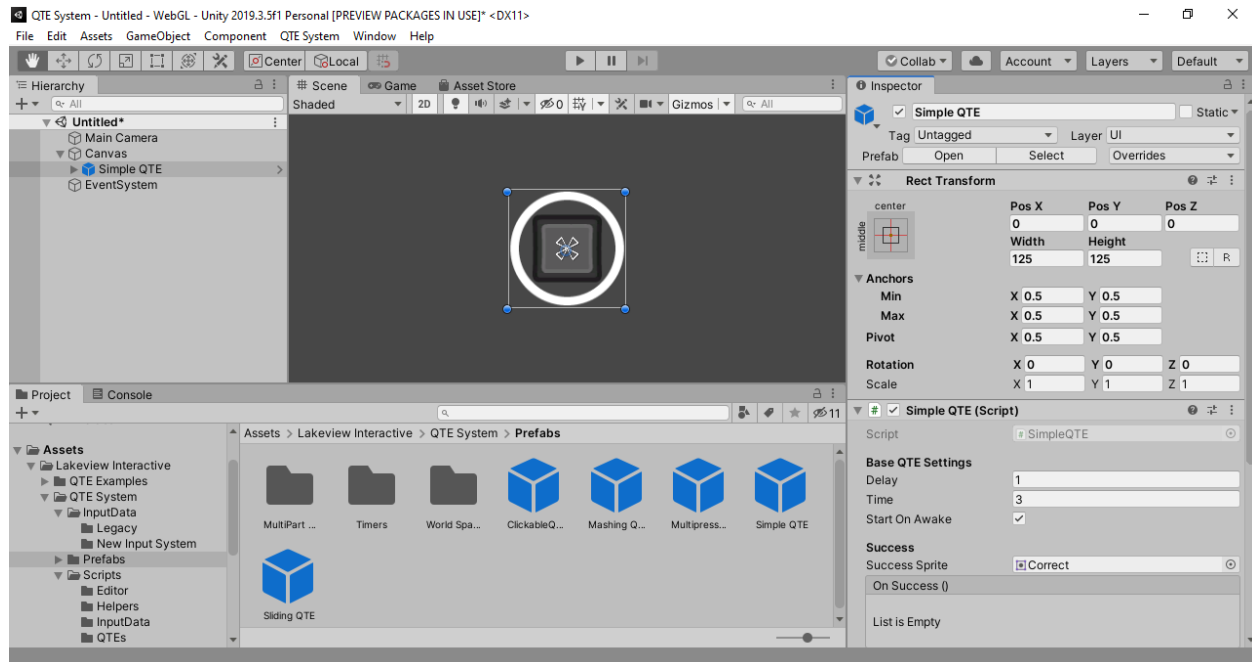 QTE System - Untitled - WebGL - Unity 2019.3.5f1 Personal [PREVIEW PACKAGES IN USE]* <DX11>
File Edit Assets GameObject Component QTE System Window Help
Center Local Collab Account Layers Default
Hierarchy
All
Untitled*
Main Camera
Canvas
Simple QTE
EventSystem
Scene Game Asset Store
Shaded 2D 0 Gizmos All
Inspector
Simple QTE Static
Tag Untagged Layer UI
Prefab Open Select Overrides
Rect Transform
center Pos X Pos Y Pos Z
middle 0 0 0
Width Height
125 125 R
Anchors
Min X 0.5 Y 0.5
Max X 0.5 Y 0.5
Pivot X 0.5 Y 0.5
Rotation X 0 Y 0 Z 0
Scale X 1 Y 1 Z 1
Simple QTE (Script)
Script SimpleQTE
Base QTE Settings
Delay 1
Time 3
Start On Awake
Success
Success Sprite Correct
On Success ()
List is Empty
Project Console
11
Assets
Lakeview Interactive
QTE Examples
QTE System
InputData
Legacy
New Input System
Prefabs
Scripts
Editor
Helpers
InputData
QTEs
Assets > Lakeview Interactive > QTE System > Prefabs
MultiPart ... Timers World Spa... ClickableQ... Mashing Q... Multipress... Simple QTE
Sliding QTE